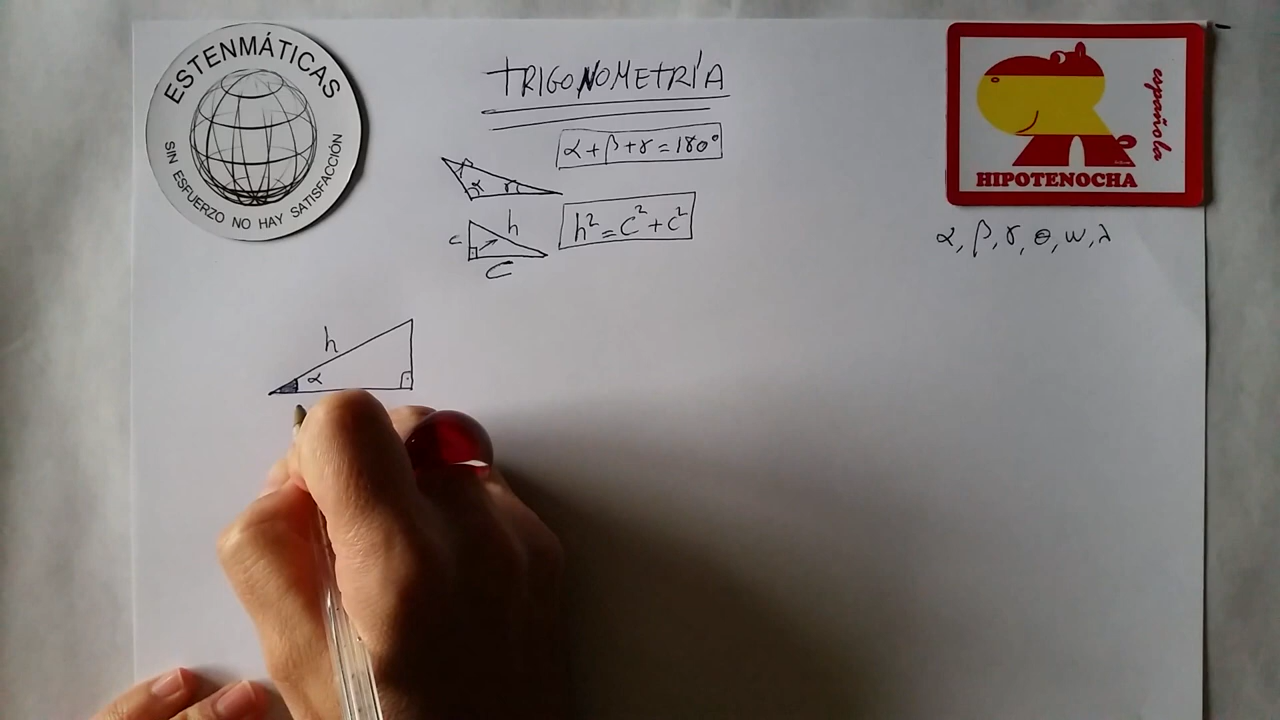 ESTENMÁTICAS
SIN ESFUERZO NO HAY SATISFACCIÓN
TRIGONOMETRÍA
α+β+γ=180°
h
c
C
h²=C²+C²
española
HIPOTENOCHA
α, β, γ, θ, ω, λ
h
α